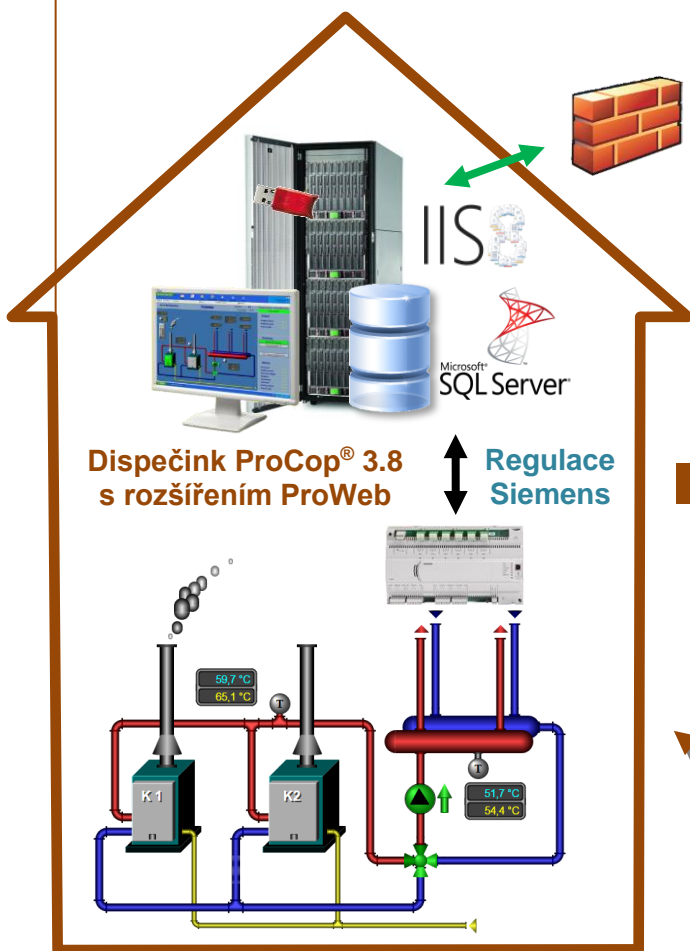 IIS8
Microsoft®
SQL Server®
Dispečink ProCop® 3.8
s rozšířením ProWeb
Regulace
Siemens
59,7 °C
65,1 °C
T
K 1
K2
T
51,7 °C
54,4 °C